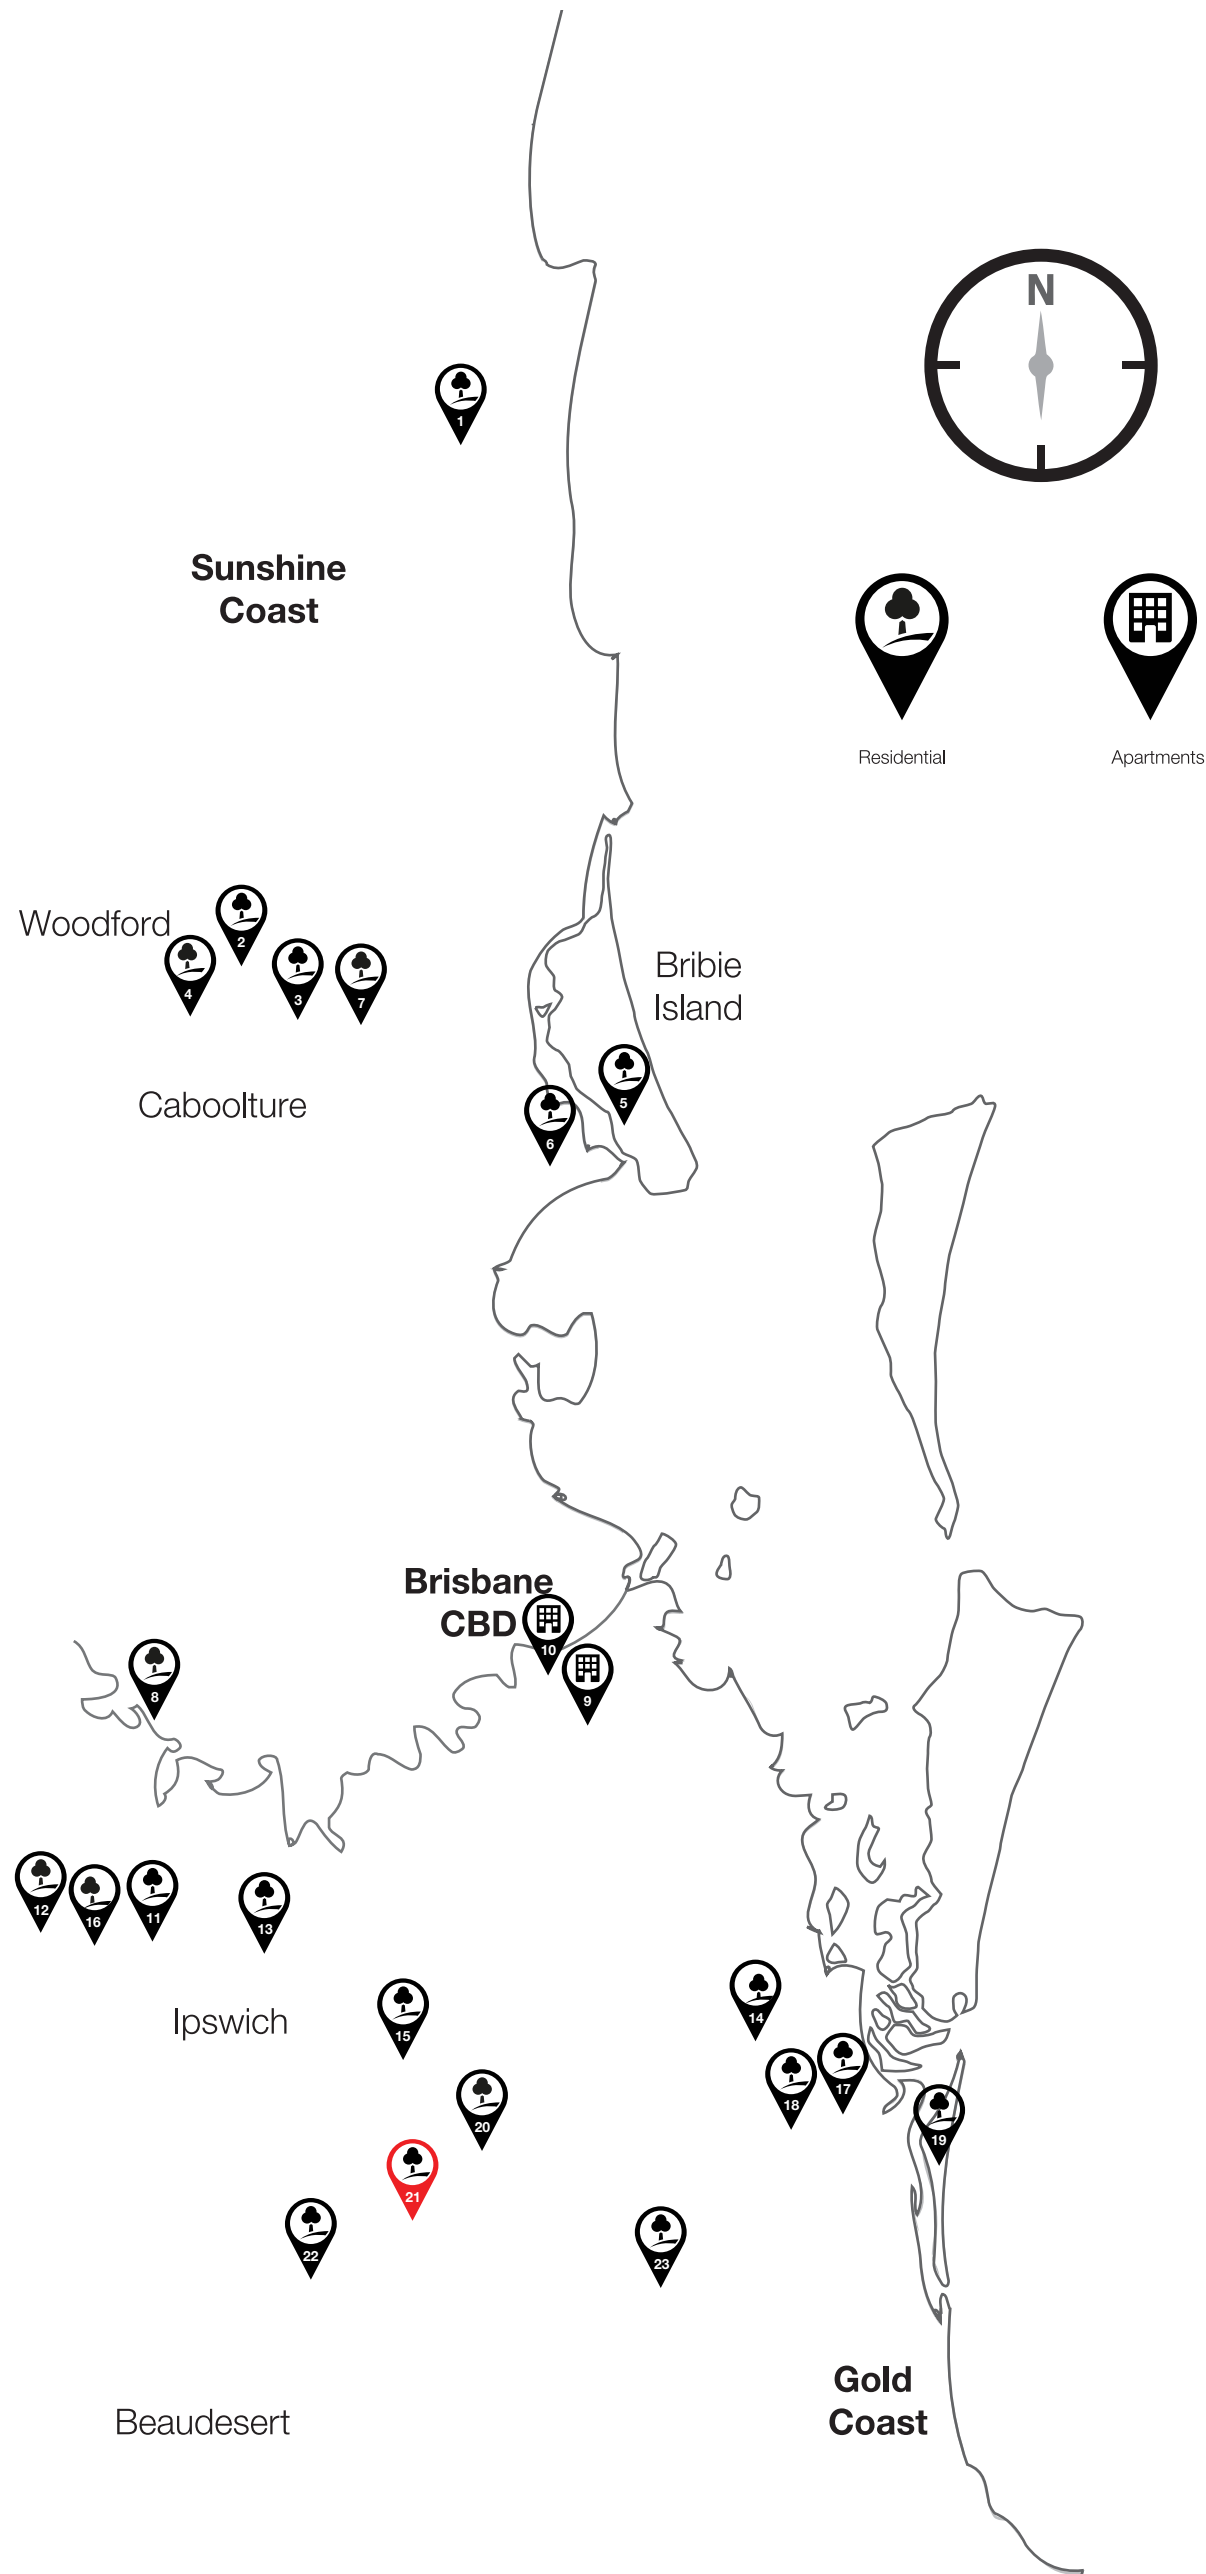 N
1
Sunshine
Coast
Residential
Apartments
Woodford
2
4
3
7
Bribie
Island
Caboolture
5
6
Brisbane
CBD
10
9
8
12
16
11
13
Ipswich
15
14
18
17
19
20
21
22
23
Gold
Coast
Beaudesert